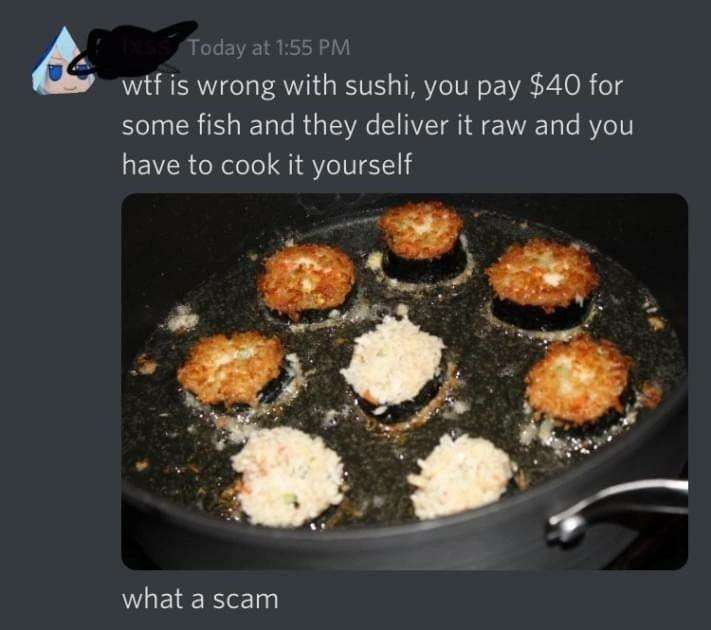 Today at 1:55 PM
wtf is wrong with sushi, you pay $40 for
some fish and they deliver it raw and you
have to cook it yourself
what a scam